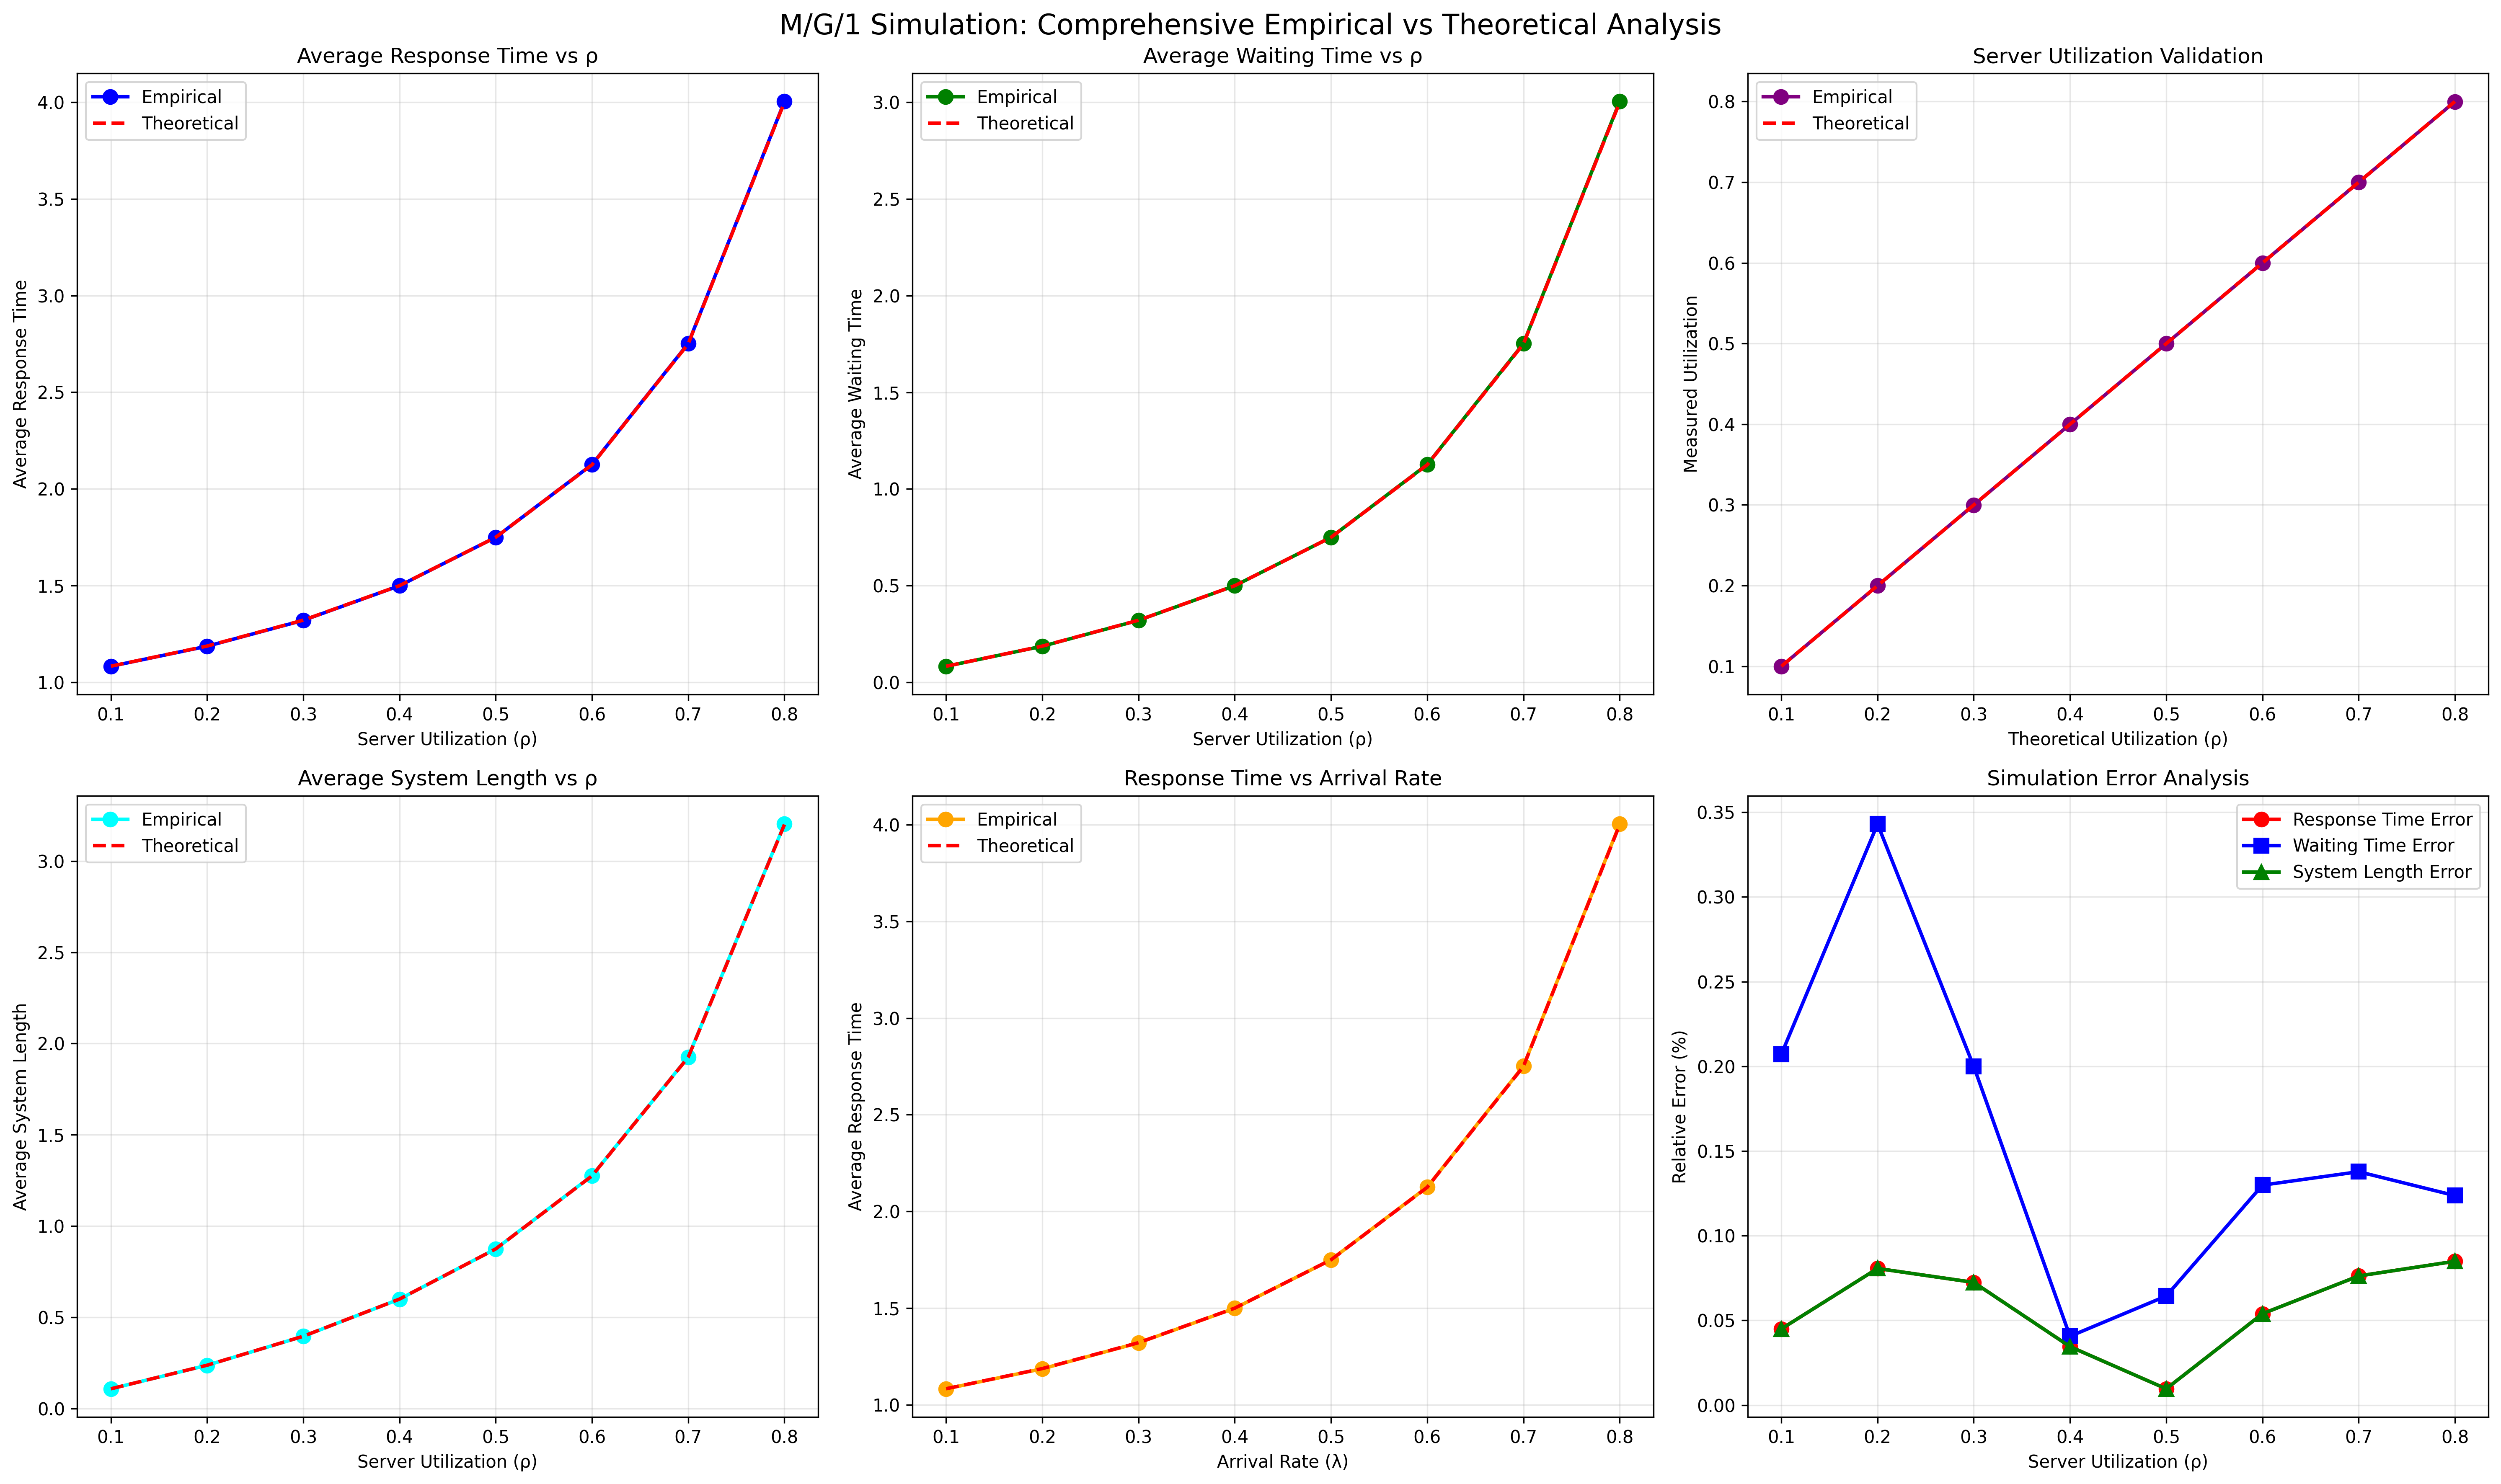 M/G/1 Simulation: Comprehensive Empirical vs Theoretical Analysis
Average Response Time vs ρ
Empirical
Theoretical
4.0
3.5
3.0
2.5
2.0
1.5
1.0
Average Response Time
0.1 0.2 0.3 0.4 0.5 0.6 0.7 0.8
Server Utilization (ρ)
Average Waiting Time vs ρ
Empirical
Theoretical
3.0
2.5
2.0
1.5
1.0
0.5
0.0
Average Waiting Time
0.1 0.2 0.3 0.4 0.5 0.6 0.7 0.8
Server Utilization (ρ)
Server Utilization Validation
Empirical
Theoretical
0.8
0.7
0.6
0.5
0.4
0.3
0.2
0.1
Measured Utilization
0.1 0.2 0.3 0.4 0.5 0.6 0.7 0.8
Theoretical Utilization (ρ)
Average System Length vs ρ
Empirical
Theoretical
3.0
2.5
2.0
1.5
1.0
0.5
0.0
Average System Length
0.1 0.2 0.3 0.4 0.5 0.6 0.7 0.8
Server Utilization (ρ)
Response Time vs Arrival Rate
Empirical
Theoretical
4.0
3.5
3.0
2.5
2.0
1.5
1.0
Average Response Time
0.1 0.2 0.3 0.4 0.5 0.6 0.7 0.8
Arrival Rate (λ)
Simulation Error Analysis
Response Time Error
Waiting Time Error
System Length Error
0.35
0.30
0.25
0.20
0.15
0.10
0.05
0.00
Relative Error (%)
0.1 0.2 0.3 0.4 0.5 0.6 0.7 0.8
Server Utilization (ρ)